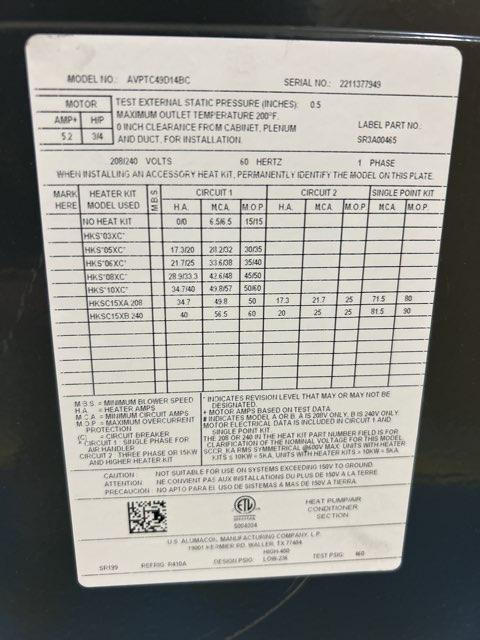 MODEL NO.: AVPTC49D14BC SERIAL NO.: 2211377949
MOTOR
AMP+ H/P
5.2 3/4
TEST EXTERNAL STATIC PRESSURE (INCHES): 0.5
MAXIMUM OUTLET TEMPERATURE 200°F.
0 INCH CLEARANCE FROM CABINET, PLENUM
AND DUCT, FOR INSTALLATION.
LABEL PART NO.:
SR3A00465
208/240 VOLTS 60 HERTZ 1 PHASE
WHEN INSTALLING AN ACCESSORY HEAT KIT, PERMANENTLY IDENTIFY THE MODEL ON THIS PLATE.
MARK HERE HEATER KIT MODEL USED M.B.S. CIRCUIT 1 CIRCUIT 2 SINGLE POINT KIT
H.A. M.C.A. M.O.P H.A. M.C.A. M.O.P M.C.A. M.O.P
NO HEAT KIT 0/0 6.5/6.5 15/15
HKS*03XC*
HKS*05XC* 17.3/20 28.2/32 30/35
HKS*06XC* 21.7/25 33.6/38 35/40
HKS*08XC* 28.9/33.3 42.6/48 45/50
HKS*10XC* 34.7/40 49.8/57 50/60
HKSC15XA 208 34.7 49.8 50 17.3 21.7 25 71.5 80
HKSC15XB 240 40 56.5 60 20 25 25 81.5 90
M.B.S. = MINIMUM BLOWER SPEED
H.A. = HEATER AMPS
M.C.A. = MINIMUM CIRCUIT AMPS
M.O.P = MAXIMUM OVERCURRENT
PROTECTION
(C) = CIRCUIT BREAKER
CIRCUIT 1 : SINGLE PHASE FOR
AIR HANDLER
CIRCUIT 2 : THREE PHASE OR 15KW
AND HIGHER HEATER KIT
* INDICATES REVISION LEVEL THAT MAY OR MAY NOT BE
DESIGNATED.
+ MOTOR AMPS BASED ON TEST DATA.
# INDICATES MODEL A OR B. A IS 208V ONLY, B IS 240V ONLY.
MOTOR ELECTRICAL DATA IS INCLUDED IN CIRCUIT 1 AND
SINGLE POINT KIT.
THE 208 OR 240 IN THE HEAT KIT PART NUMBER FIELD IS FOR
CLARIFICATION OF THE NOMINAL VOLTAGE FOR THIS MODEL.
SCCR, KA RMS SYMMETRICAL @600V MAX. UNITS WITH HEATER
KITS ≤ 10KW = 5KA, UNITS WITH HEATER KITS > 10KW = 5KA.
CAUTION NOT SUITABLE FOR USE ON SYSTEMS EXCEEDING 150V TO GROUND.
ATTENTION NE CONVIENT PAS AUX INSTALLATIONS DU PLUS DE 150V A LA TERRE
PRECAUCIÓN NO APTO PARA EL USO DE SISTEMAS A MAS DE 150V A TIERRA.
ETL
Intertek
5004004
HEAT PUMP/AIR
CONDITIONER
SECTION
U.S. ALUMACOIL MANUFACTURING COMPANY, L.P.
19001 KERMIER RD, WALLER, TX 77484
SR199 REFRIG: R410A DESIGN PSIG: HIGH-480 LOW-236 TEST PSIG: 460